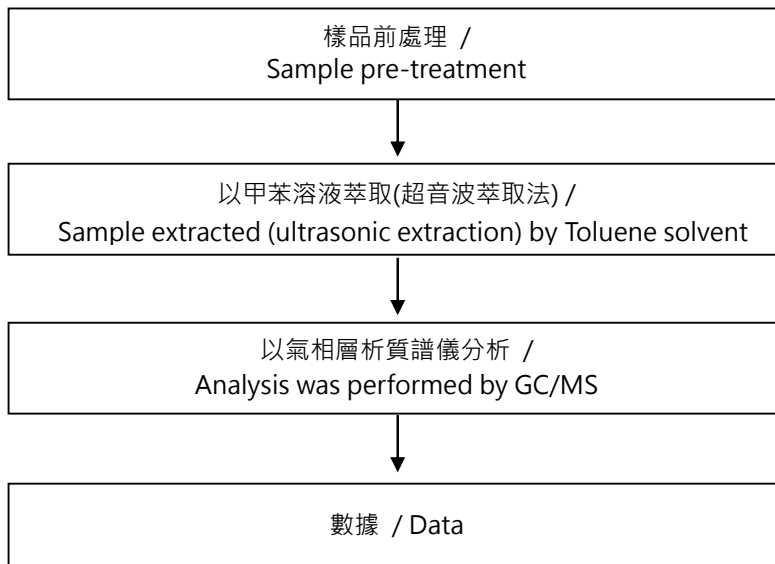 樣品前處理 /
Sample pre-treatment
以甲苯溶液萃取(超音波萃取法) /
Sample extracted (ultrasonic extraction) by Toluene solvent
以氣相層析質譜儀分析 /
Analysis was performed by GC/MS
數據 / Data